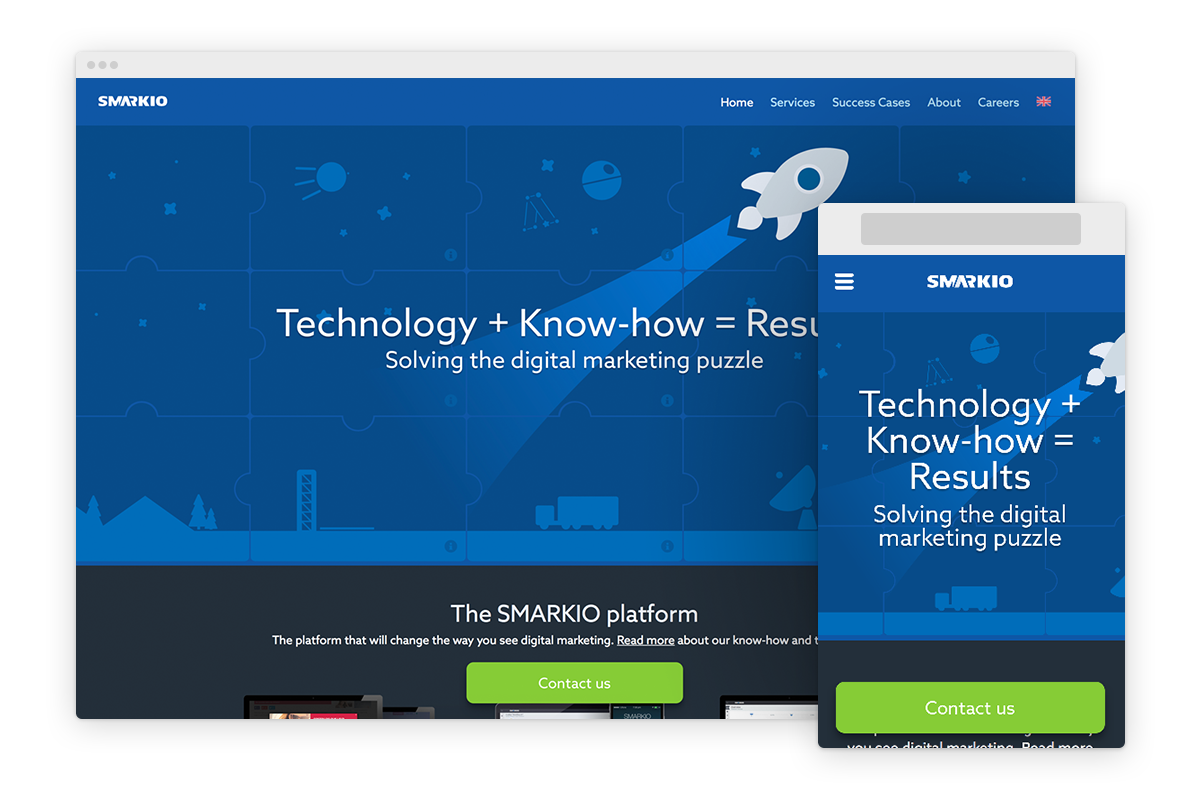 SMARKIO
Home Services Success Cases About Careers
Technology + Know-how = Resu
Solving the digital marketing puzzle
The SMARKIO platform
The platform that will change the way you see digital marketing. Read more about our know-how and t
Contact us
SMARKIO
SMARKIO
Technology +
Know-how =
Results
Solving the digital
marketing puzzle
Contact us
you see digital marketing. Read more